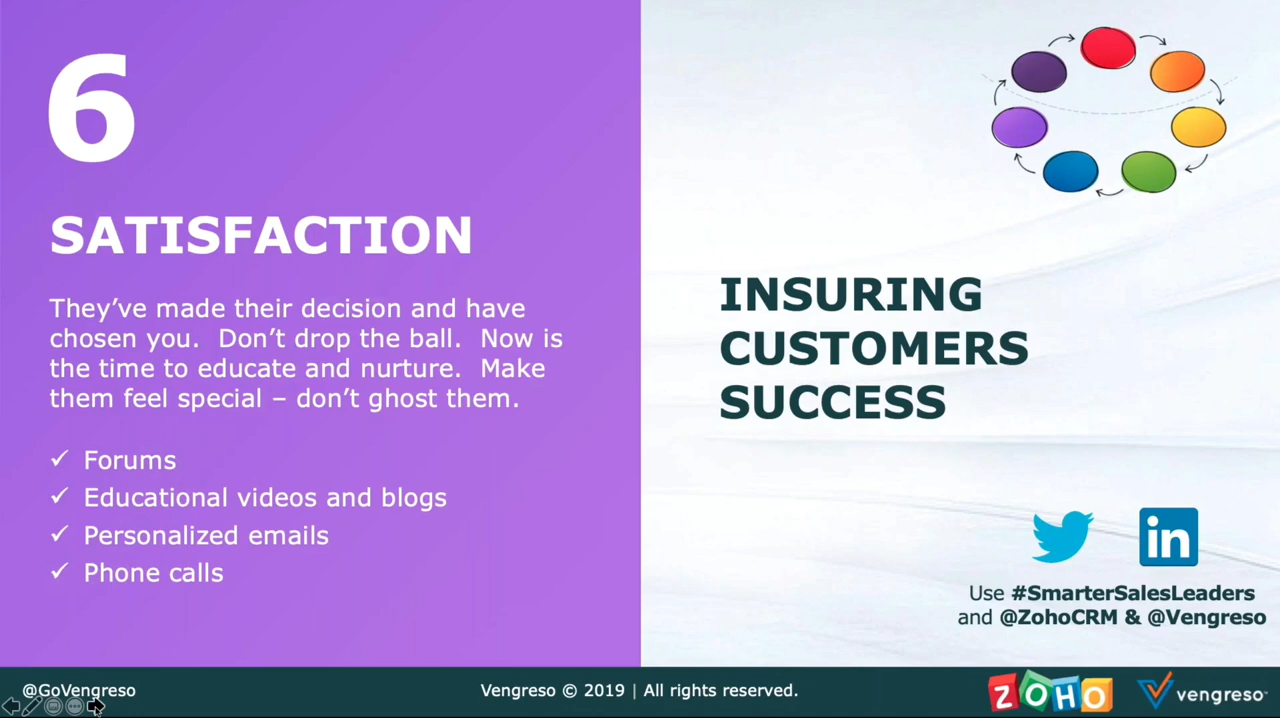 6
SATISFACTION
They’ve made their decision and have
chosen you.  Don’t drop the ball.  Now is
the time to educate and nurture.  Make
them feel special – don’t ghost them.
✓ Forums
✓ Educational videos and blogs
✓ Personalized emails
✓ Phone calls
INSURING
CUSTOMERS
SUCCESS
in
Use #SmarterSalesLeaders
and @ZohoCRM & @Vengreso
@GoVengreso
Vengreso © 2019 | All rights reserved.
ZOHO
vengreso™